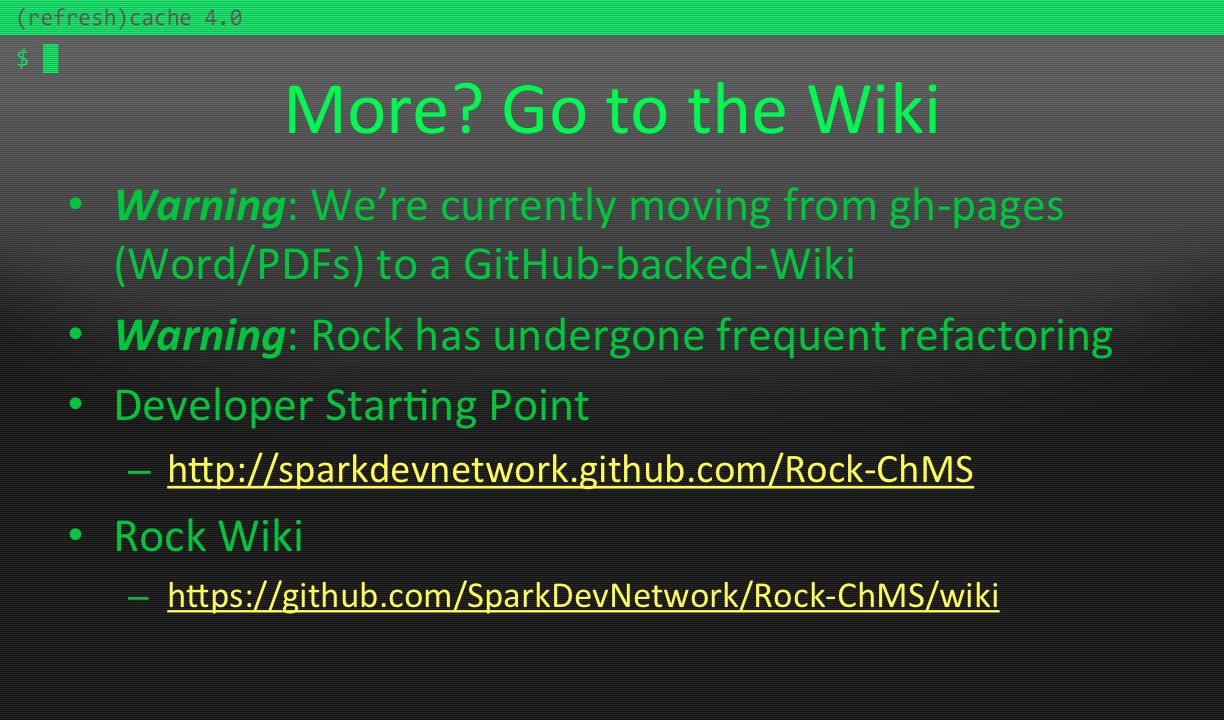 (refresh)cache 4.0
$
More? Go to the Wiki
• Warning: We’re currently moving from gh-pages
(Word/PDFs) to a GitHub-backed-Wiki
• Warning: Rock has undergone frequent refactoring
• Developer Starting Point
– http://sparkdevnetwork.github.com/Rock-ChMS
• Rock Wiki
– https://github.com/SparkDevNetwork/Rock-ChMS/wiki